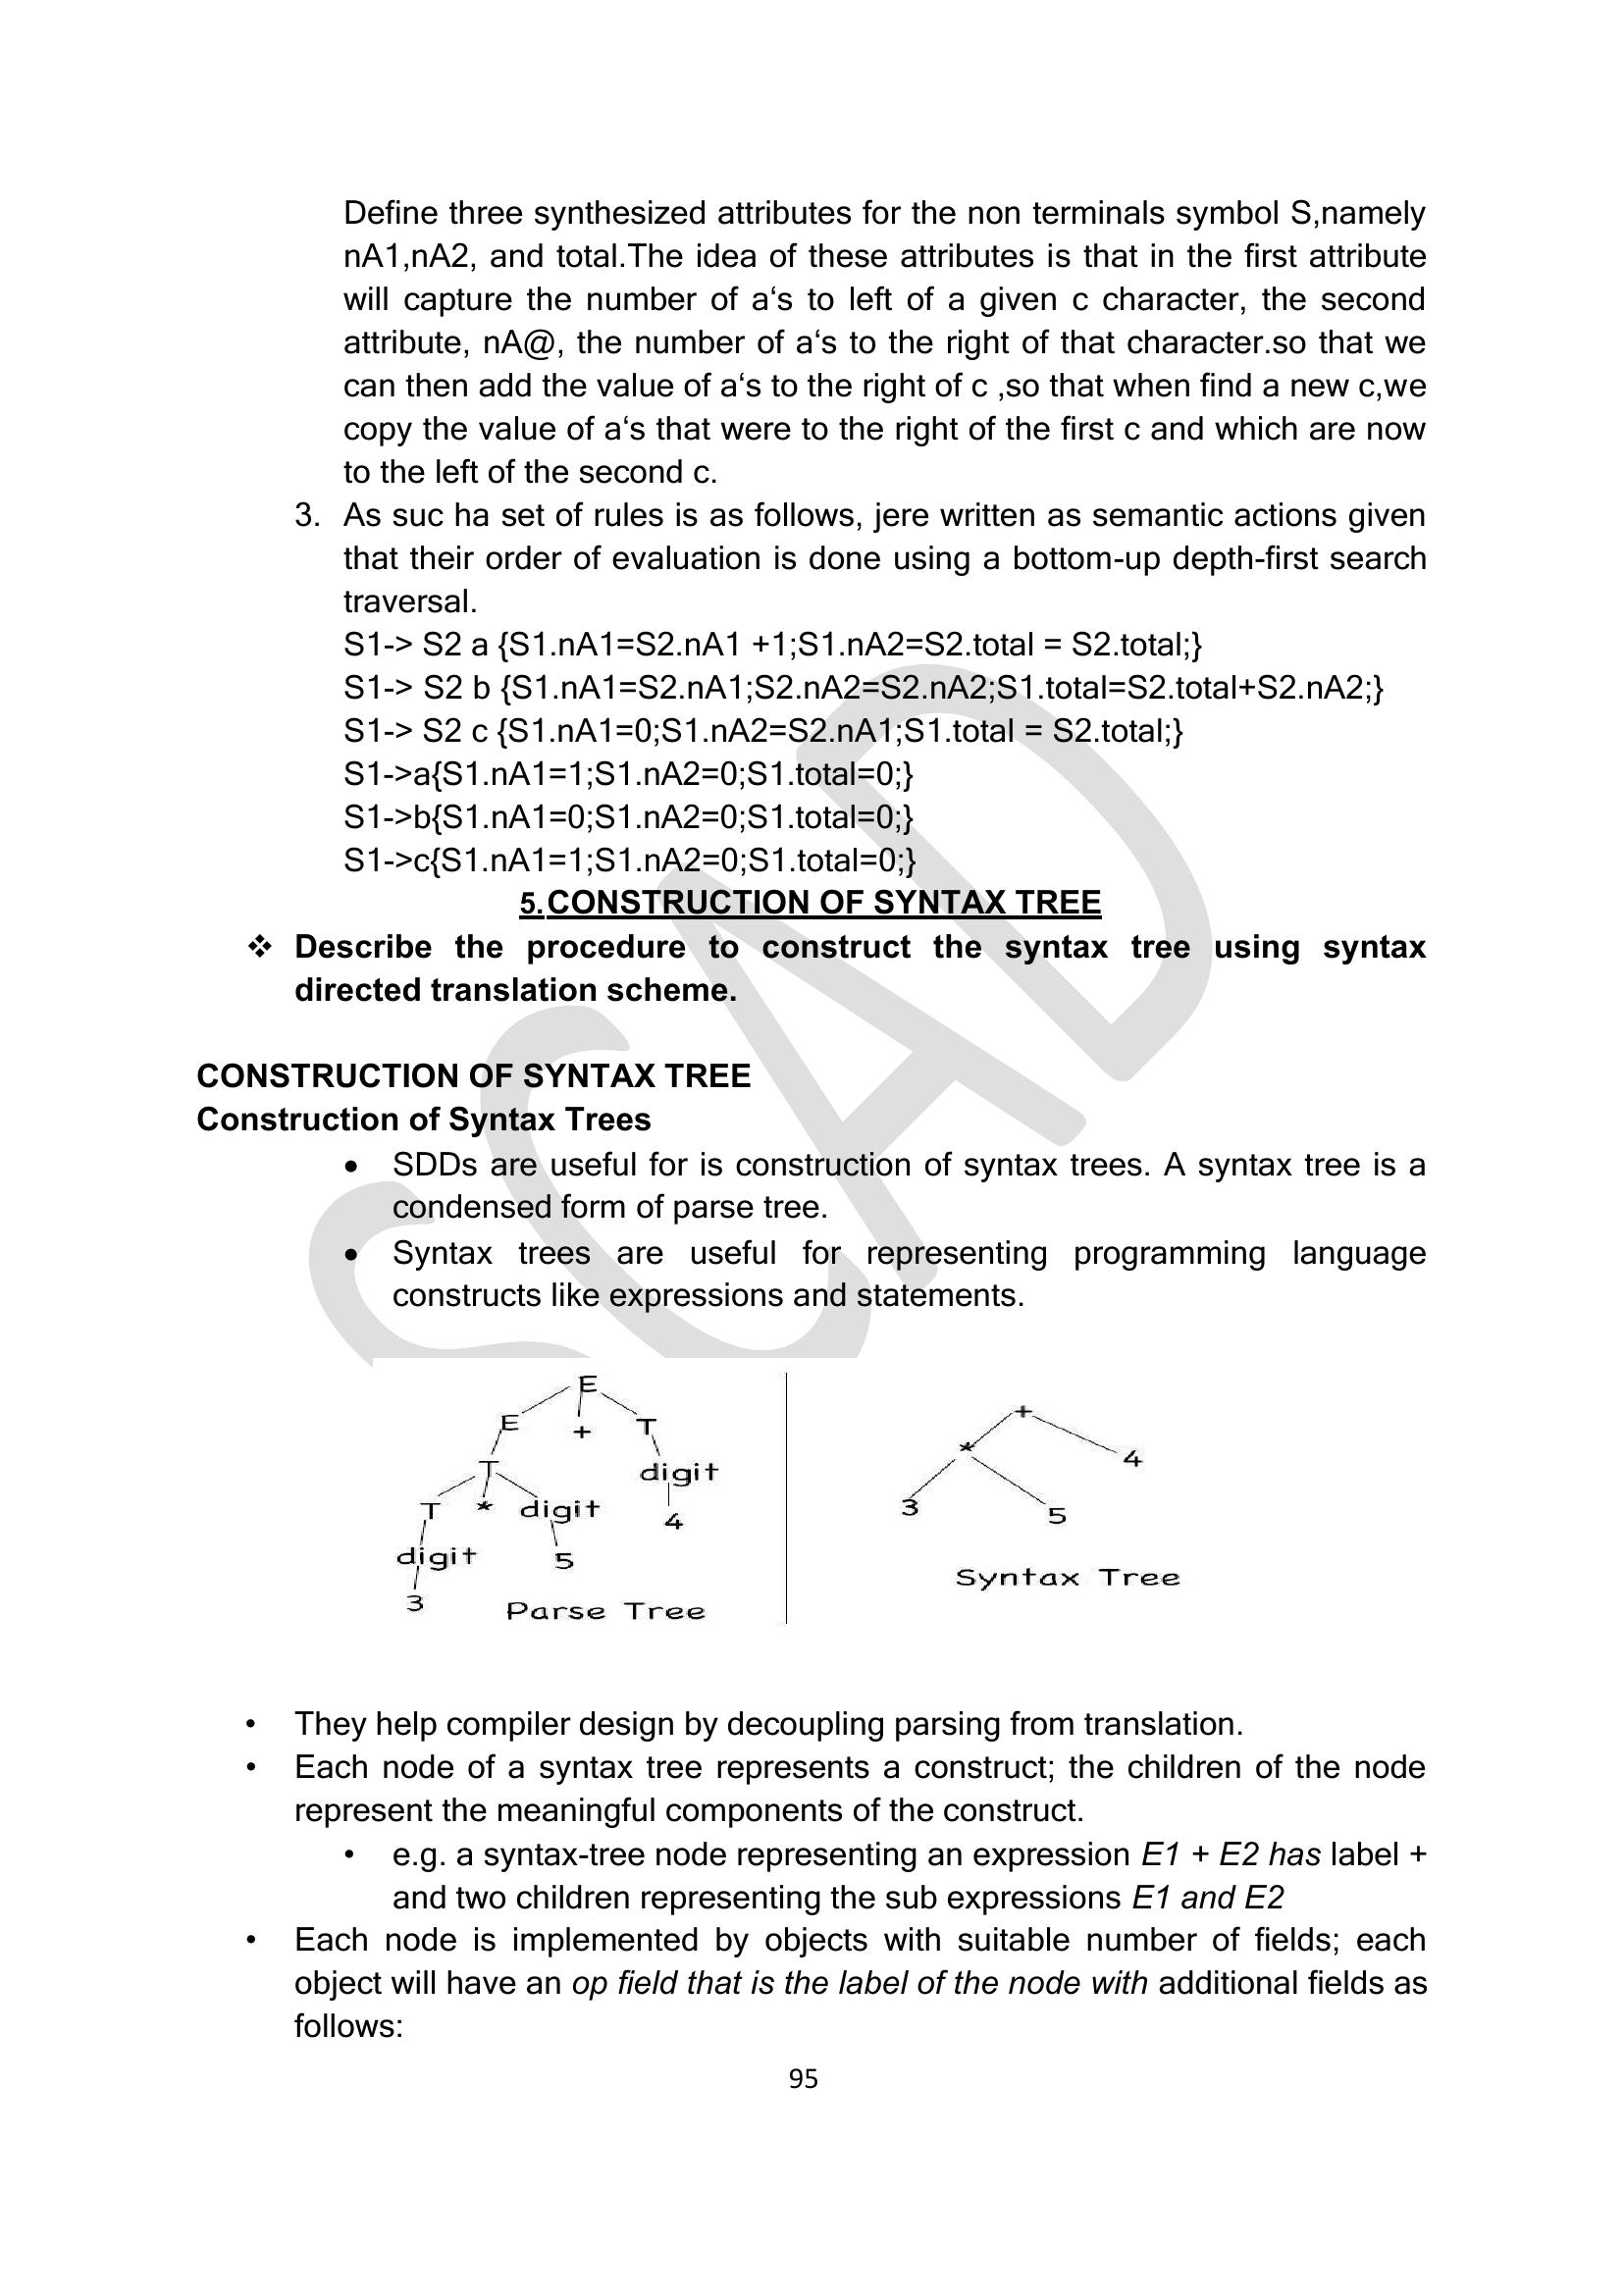 Define three synthesized attributes for the non terminals symbol S,namely
nA1,nA2, and total.The idea of these attributes is that in the first attribute
will capture the number of a‘s to left of a given c character, the second
attribute, nA@, the number of a‘s to the right of that character.so that we
can then add the value of a‘s to the right of c ,so that when find a new c,we
copy the value of a‘s that were to the right of the first c and which are now
to the left of the second c.
3. As suc ha set of rules is as follows, jere written as semantic actions given
that their order of evaluation is done using a bottom-up depth-first search
traversal.
S1-> S2 a {S1.nA1=S2.nA1 +1;S1.nA2=S2.total = S2.total;}
S1-> S2 b {S1.nA1=S2.nA1;S2.nA2=S2.nA2;S1.total=S2.total+S2.nA2;}
S1-> S2 c {S1.nA1=0;S1.nA2=S2.nA1;S1.total = S2.total;}
S1->a{S1.nA1=1;S1.nA2=0;S1.total=0;}
S1->b{S1.nA1=0;S1.nA2=0;S1.total=0;}
S1->c{S1.nA1=1;S1.nA2=0;S1.total=0;}
5.CONSTRUCTION OF SYNTAX TREE
❖ Describe the procedure to construct the syntax tree using syntax
directed translation scheme.
CONSTRUCTION OF SYNTAX TREE
Construction of Syntax Trees
• SDDs are useful for is construction of syntax trees. A syntax tree is a
condensed form of parse tree.
• Syntax trees are useful for representing programming language
constructs like expressions and statements.
E
E + T
T digit
T * digit 4
digit 5
3
Parse Tree
+
* 4
3 5
Syntax Tree
• They help compiler design by decoupling parsing from translation.
• Each node of a syntax tree represents a construct; the children of the node
represent the meaningful components of the construct.
• e.g. a syntax-tree node representing an expression E1 + E2 has label +
and two children representing the sub expressions E1 and E2
• Each node is implemented by objects with suitable number of fields; each
object will have an op field that is the label of the node with additional fields as
follows:
95
SCAD